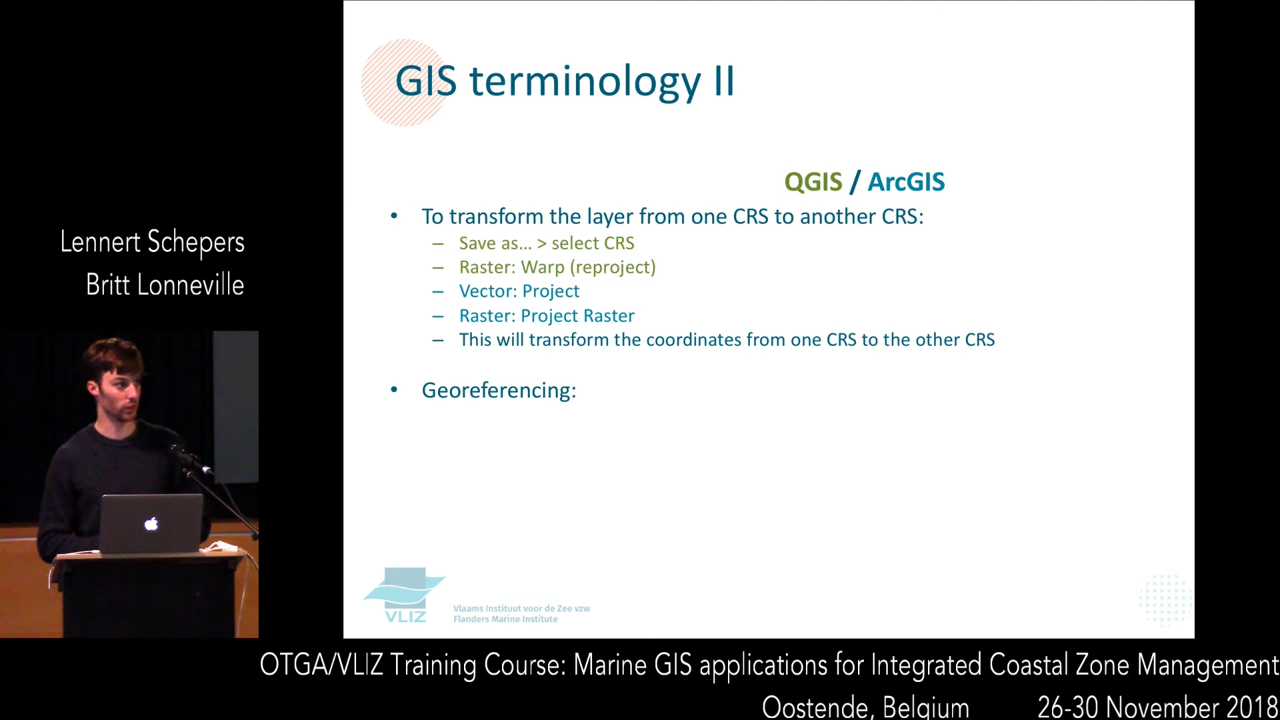 GIS terminology II
QGIS / ArcGIS
• To transform the layer from one CRS to another CRS:
– Save as... > select CRS
– Raster: Warp (reproject)
– Vector: Project
– Raster: Project Raster
– This will transform the coordinates from one CRS to the other CRS
• Georeferencing:
VLIZ
Vlaams Instituut voor de Zee vzw
Flanders Marine Institute
Lennert Schepers
Britt Lonneville
OTGA/VLIZ Training Course: Marine GIS applications for Integrated Coastal Zone Management
Oostende, Belgium 26-30 November 2018